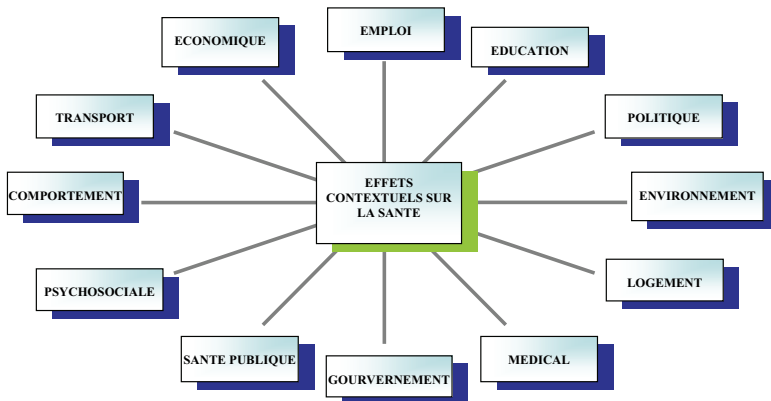 EMPLOI
ECONOMIQUE
EDUCATION
TRANSPORT
POLITIQUE
EFFETS
CONTEXTUELS SUR
LA SANTE
COMPORTEMENT
ENVIRONNEMENT
PSYCHOSOCIALE
LOGEMENT
SANTE PUBLIQUE
GOURVERNEMENT
MEDICAL